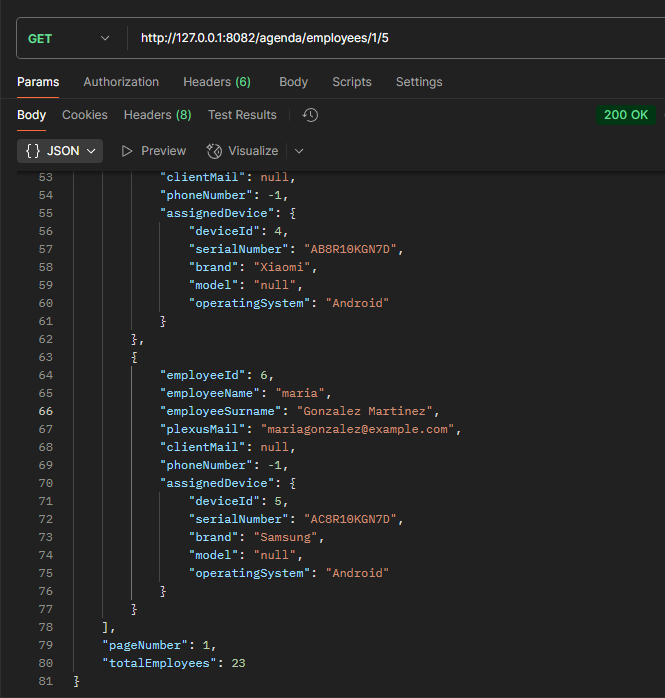 GET http://127.0.0.1:8082/agenda/employees/1/5
Params Authorization Headers (6) Body Scripts Settings
Body Cookies Headers (8) Test Results 200 OK
{} JSON Preview Visualize
53 "clientMail": null,
54 "phoneNumber": -1,
55 "assignedDevice": {
56 "deviceId": 4,
57 "serialNumber": "AB8R10KGN7D",
58 "brand": "Xiaomi",
59 "model": "null",
60 "operatingSystem": "Android"
61 }
62 },
63 {
64 "employeeId": 6,
65 "employeeName": "maria",
66 "employeeSurname": "Gonzalez Martinez",
67 "plexusMail": "mariagonzalez@example.com",
68 "clientMail": null,
69 "phoneNumber": -1,
70 "assignedDevice": {
71 "deviceId": 5,
72 "serialNumber": "AC8R10KGN7D",
73 "brand": "Samsung",
74 "model": "null",
75 "operatingSystem": "Android"
76 }
77 }
78 ],
79 "pageNumber": 1,
80 "totalEmployees": 23
81 }